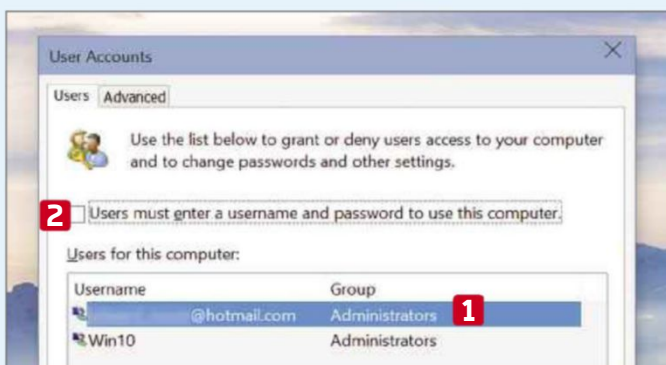 User Accounts
Users Advanced
Use the list below to grant or deny users access to your computer
and to change passwords and other settings.
2 Users must enter a username and password to use this computer.
Users for this computer:
Username Group
@hotmail.com Administrators 1
Win10 Administrators